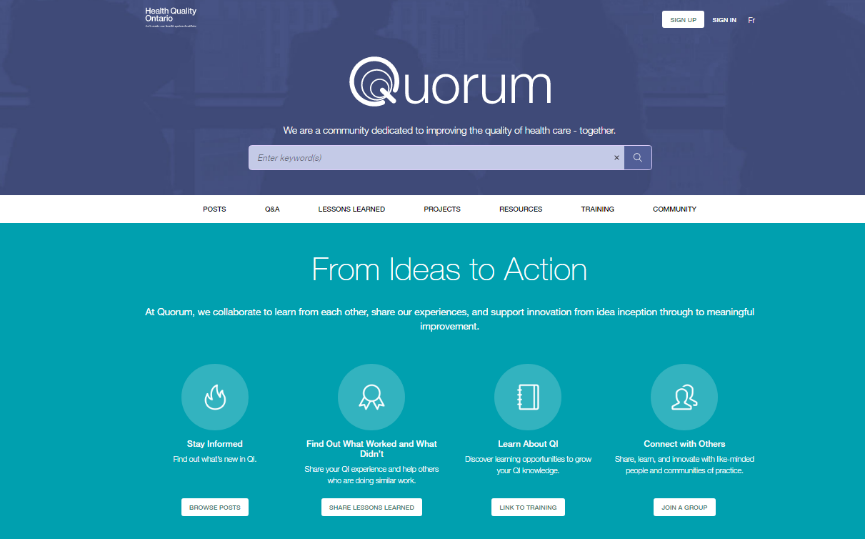 Health Quality
Ontario
SIGN UP
SIGN IN
Fr
Quorum
We are a community dedicated to improving the quality of health care - together.
Enter keyword(s)
×
POSTS
Q&A
LESSONS LEARNED
PROJECTS
RESOURCES
TRAINING
COMMUNITY
From Ideas to Action
At Quorum, we collaborate to learn from each other, share our experiences, and support innovation from idea inception through to meaningful
improvement.
Stay Informed
Find out what's new in QI.
BROWSE POSTS
Find Out What Worked and What
Didn't
Share your QI experience and help others
who are doing similar work.
SHARE LESSONS LEARNED
Learn About QI
Discover learning opportunities to grow
your QI knowledge.
LINK TO TRAINING
Connect with Others
Share, learn, and innovate with like-minded
people and communities of practice.
JOIN A GROUP